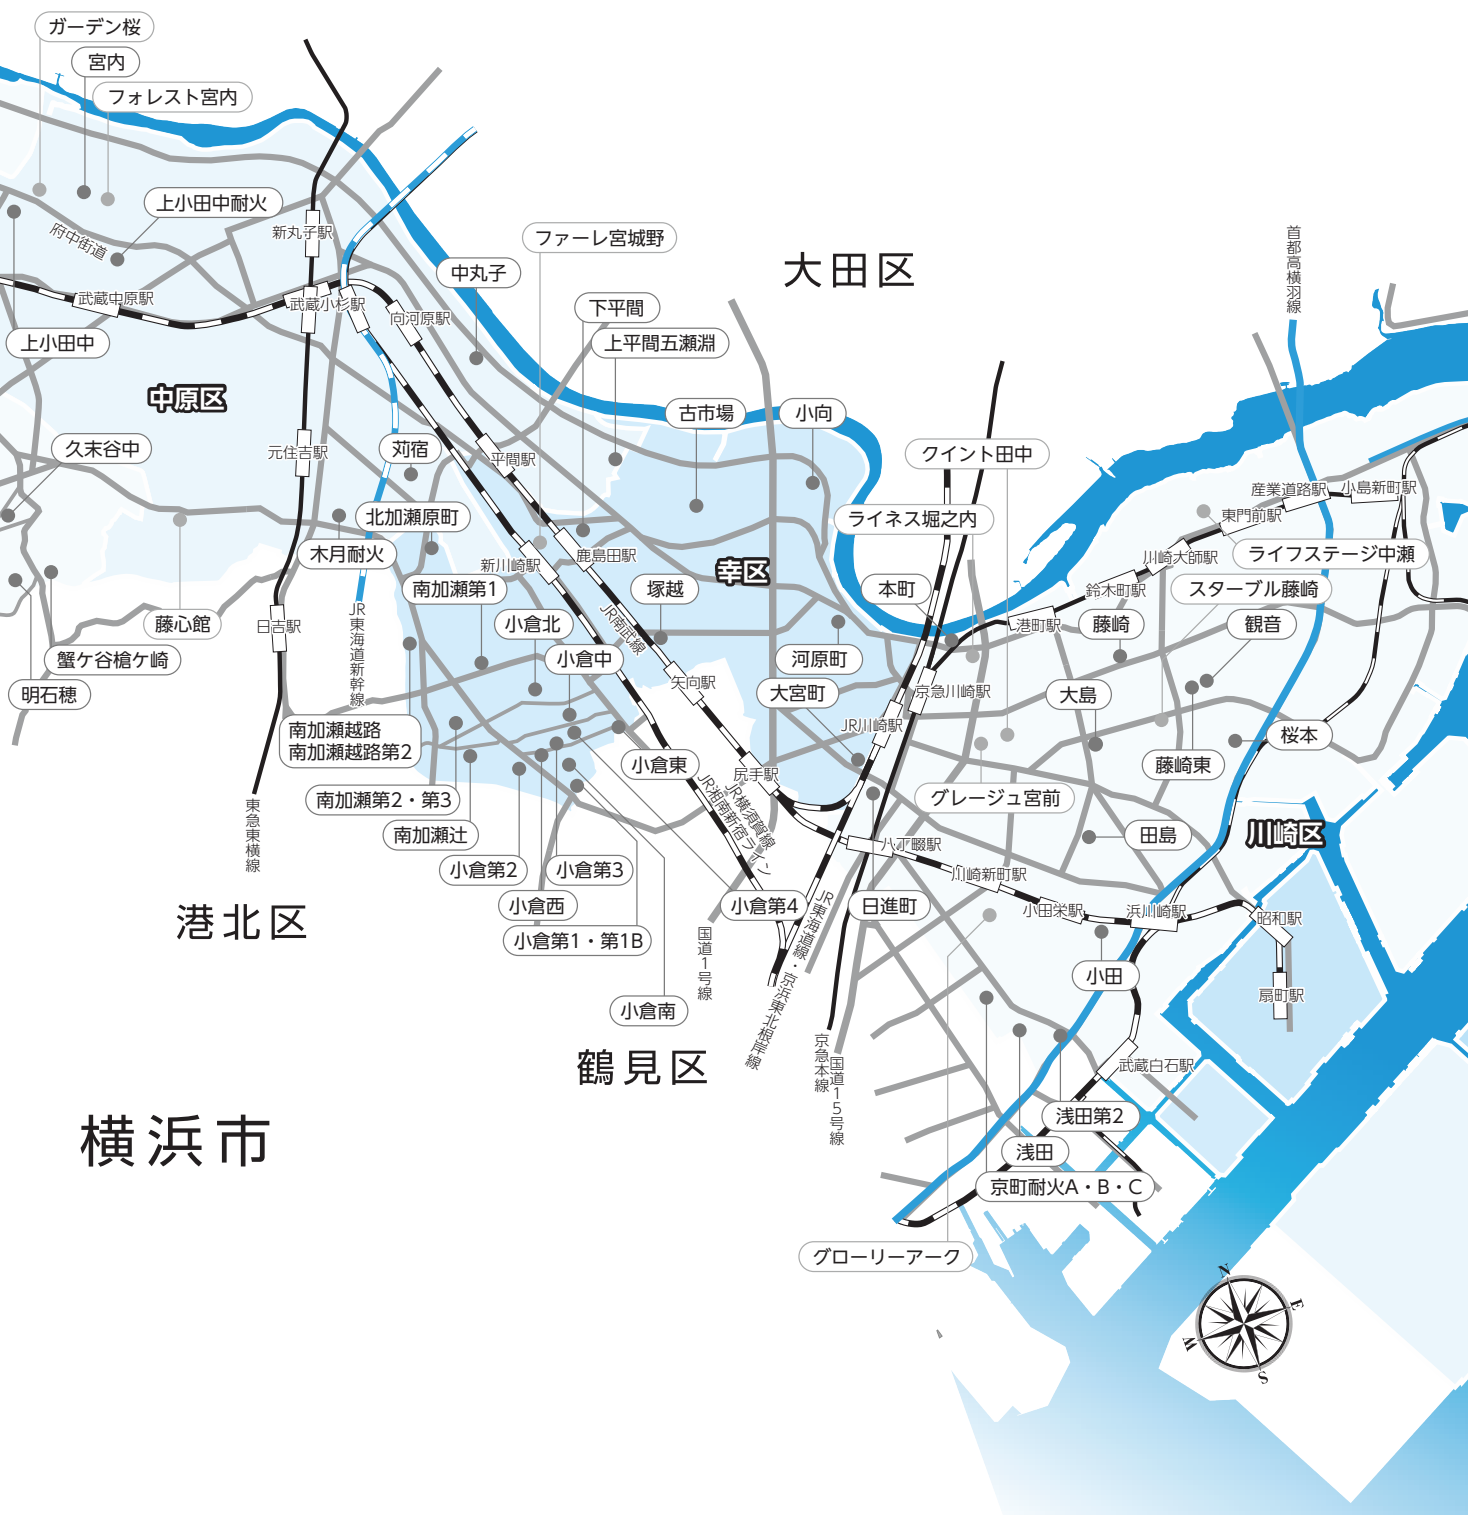 ガーデン桜
宮内
フォレスト宮内
上小田中耐火
府中街道
新丸子駅
ファーレ宮城野
大田区
首都高横羽線
中丸子
武蔵中原駅
武蔵小杉駅
向河原駅
下平間
上小田中
上平間五瀬淵
中原区
古市場
小向
久末谷中
元住吉駅
苅宿
平間駅
クイント田中
産業道路駅
小島新町駅
北加瀬原町
ライネス堀之内
東門前駅
木月耐火
新川崎駅
鹿島田駅
幸区
川崎大師駅
ライフステージ中瀬
南加瀬第1
塚越
本町
鈴木町駅
スターブル藤崎
JR東海道新幹線
JR南武線
藤心館
日吉駅
小倉北
港町駅
藤崎
観音
蟹ケ谷槍ケ崎
小倉中
河原町
明石穂
矢向駅
大宮町
京急川崎駅
大島
南加瀬越路
南加瀬越路第2
JR川崎駅
桜本
小倉東
尻手駅
藤崎東
南加瀬第2・第3
JR横須賀線
JR湘南新宿ライン
グレージュ宮前
東急東横線
南加瀬辻
田島
川崎区
八丁畷駅
小倉第2
小倉第3
川崎新町駅
小倉西
小倉第4
日進町
小田栄駅
浜川崎駅
昭和駅
港北区
小倉第1・第1B
国道1号線
JR東海道線・京浜東北根岸線
小田
扇町駅
小倉南
鶴見区
京急本線
国道15号線
武蔵白石駅
横浜市
浅田第2
浅田
京町耐火A・B・C
グローリーアーク
N
E
W
S